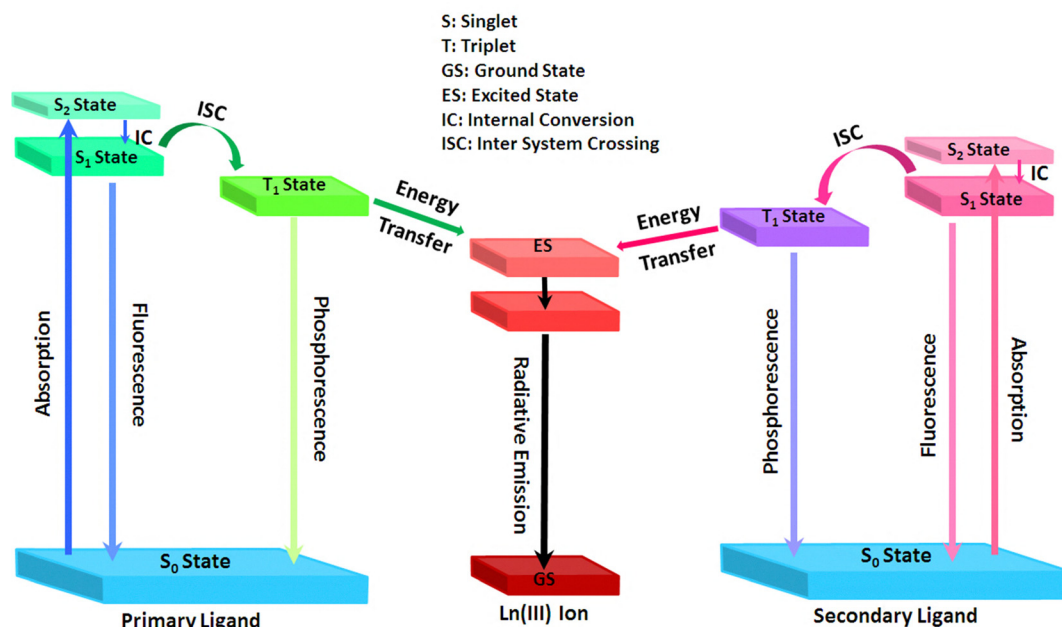 S: Singlet
T: Triplet
GS: Ground State
ES: Excited State
IC: Internal Conversion
ISC: Inter System Crossing
S₂ State
IC
S₁ State
ISC
T₁ State
Energy
Transfer
Absorption
Fluorescence
Phosphorescence
S₀ State
Primary Ligand
ES
Radiative Emission
GS
Ln(III) Ion
Energy
Transfer
ISC
S₂ State
IC
S₁ State
T₁ State
Phosphorescence
Fluorescence
Absorption
S₀ State
Secondary Ligand